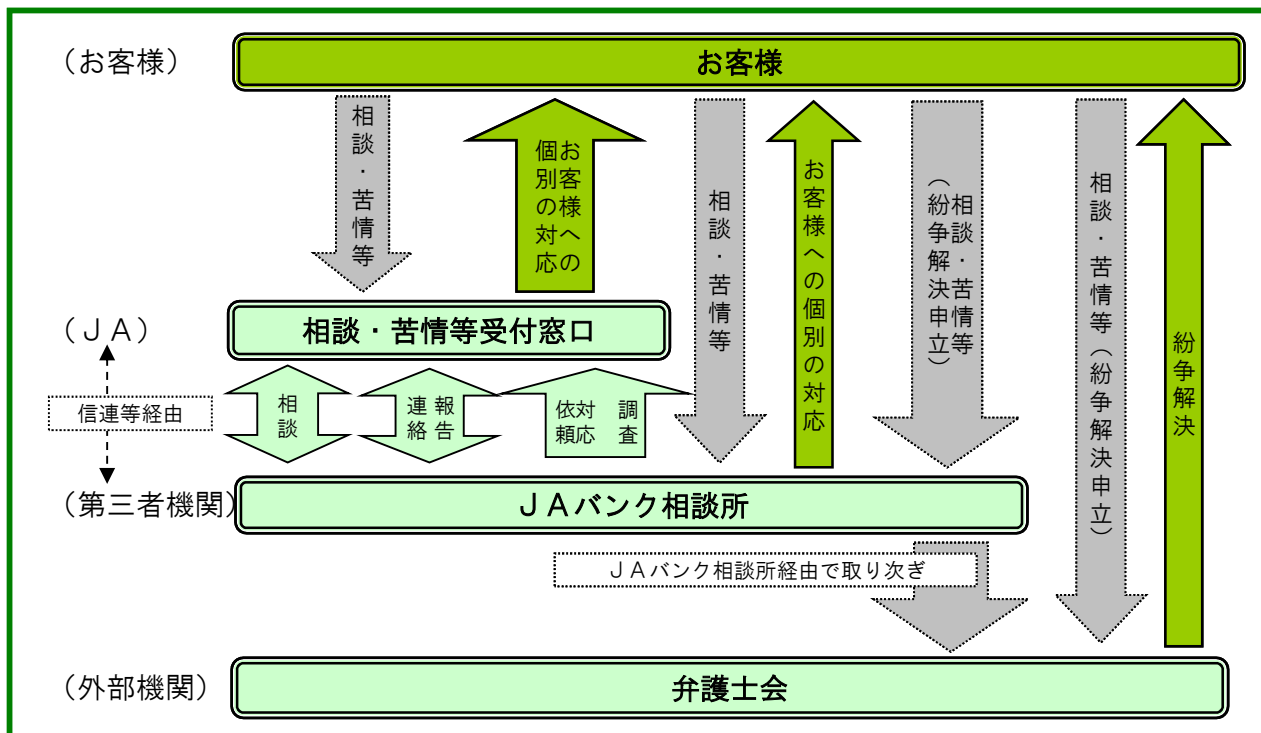 （お客様）
お客様
相談・苦情等
お客様への
個別の対応
相談・苦情等
お客様への個別の対応
相談・苦情等
（紛争解決申立）
相談・苦情等（紛争解決申立）
紛争解決
（ＪＡ）
相談・苦情等受付窓口
信連等経由
相談
報告
連絡
調査
対応
依頼
（第三者機関）
ＪＡバンク相談所
ＪＡバンク相談所経由で取り次ぎ
（外部機関）
弁護士会